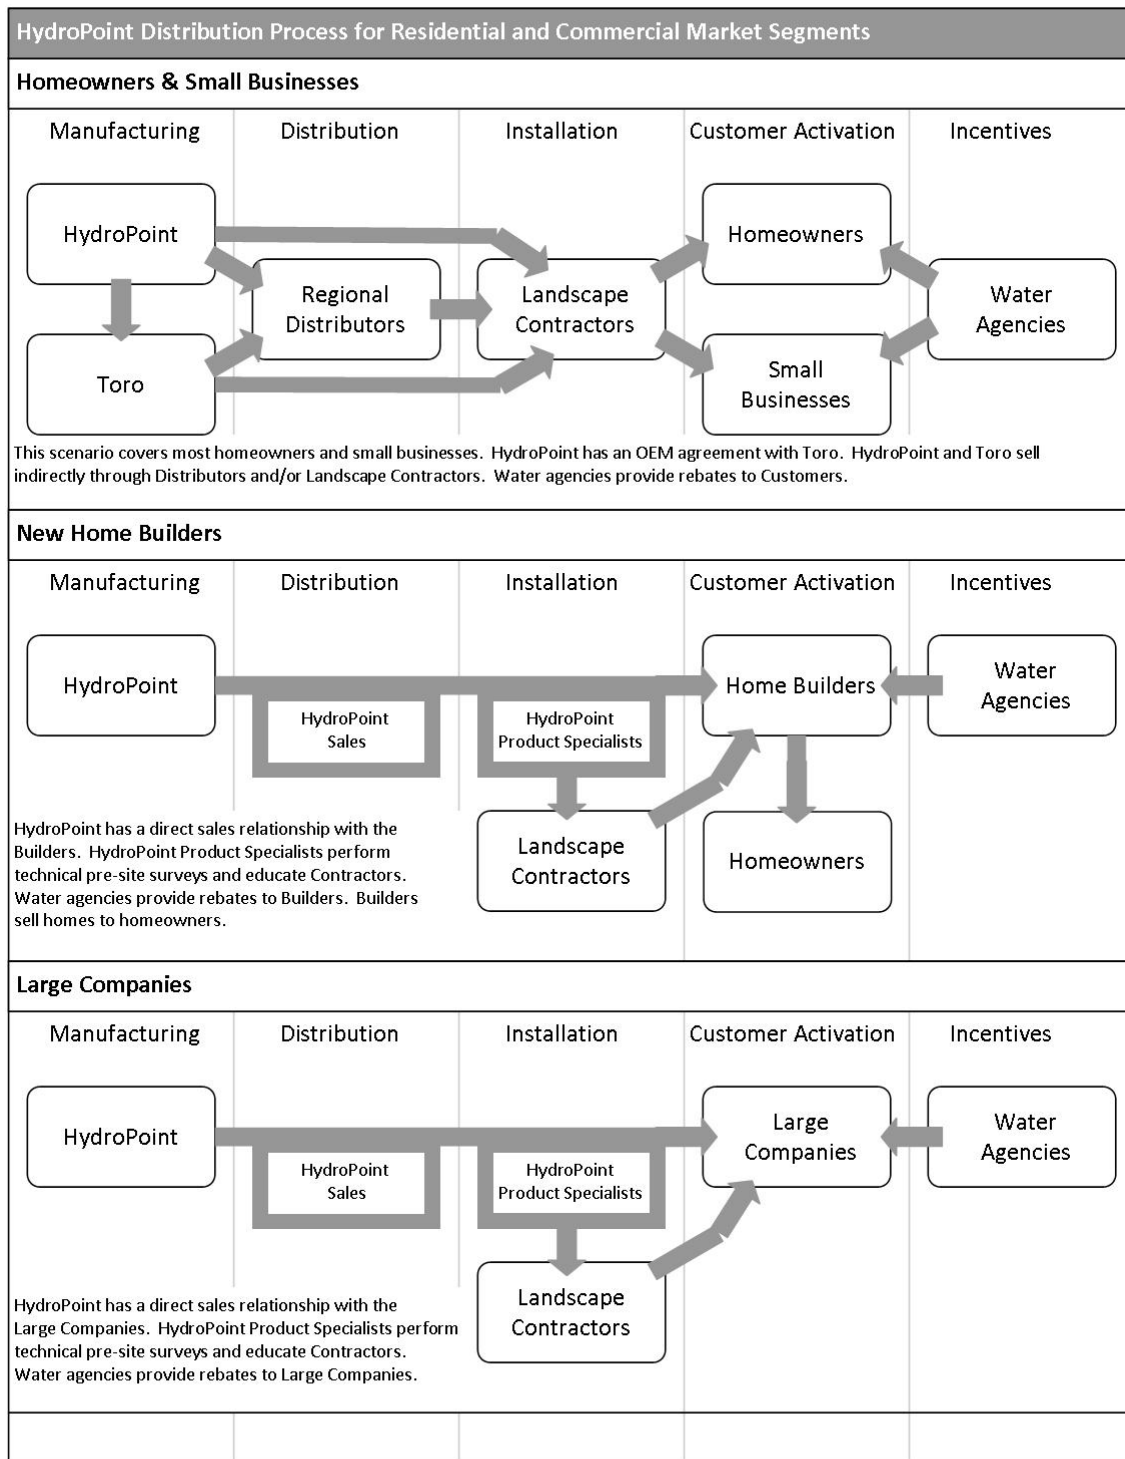 HydroPoint Distribution Process for Residential and Commercial Market Segments
Homeowners & Small Businesses
Manufacturing
Distribution
Installation
Customer Activation
Incentives
HydroPoint
Homeowners
Regional
Distributors
Landscape
Contractors
Water
Agencies
Toro
Small
Businesses
This scenario covers most homeowners and small businesses.  HydroPoint has an OEM agreement with Toro.  HydroPoint and Toro sell
indirectly through Distributors and/or Landscape Contractors.  Water agencies provide rebates to Customers.
New Home Builders
Manufacturing
Distribution
Installation
Customer Activation
Incentives
HydroPoint
Home Builders
Water
Agencies
HydroPoint
Sales
HydroPoint
Product Specialists
Landscape
Contractors
Homeowners
HydroPoint has a direct sales relationship with the
Builders.  HydroPoint Product Specialists perform
technical pre-site surveys and educate Contractors.
Water agencies provide rebates to Builders.  Builders
sell homes to homeowners.
Large Companies
Manufacturing
Distribution
Installation
Customer Activation
Incentives
HydroPoint
Large
Companies
Water
Agencies
HydroPoint
Sales
HydroPoint
Product Specialists
Landscape
Contractors
HydroPoint has a direct sales relationship with the
Large Companies.  HydroPoint Product Specialists perform
technical pre-site surveys and educate Contractors.
Water agencies provide rebates to Large Companies.